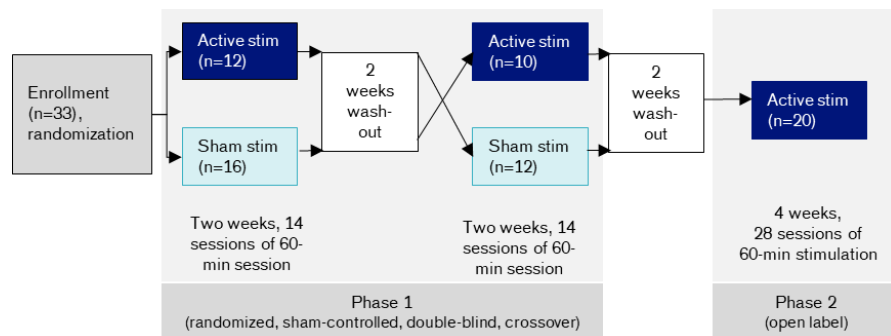 Enrollment
(n=33),
randomization
Active stim
(n=12)
Sham stim
(n=16)
2
weeks
wash-
out
Active stim
(n=10)
Sham stim
(n=12)
2
weeks
wash-
out
Active stim
(n=20)
Two weeks, 14
sessions of 60-
min session
Two weeks, 14
sessions of 60-
min session
4 weeks,
28 sessions of
60-min stimulation
Phase 1
(randomized, sham-controlled, double-blind, crossover)
Phase 2
(open label)